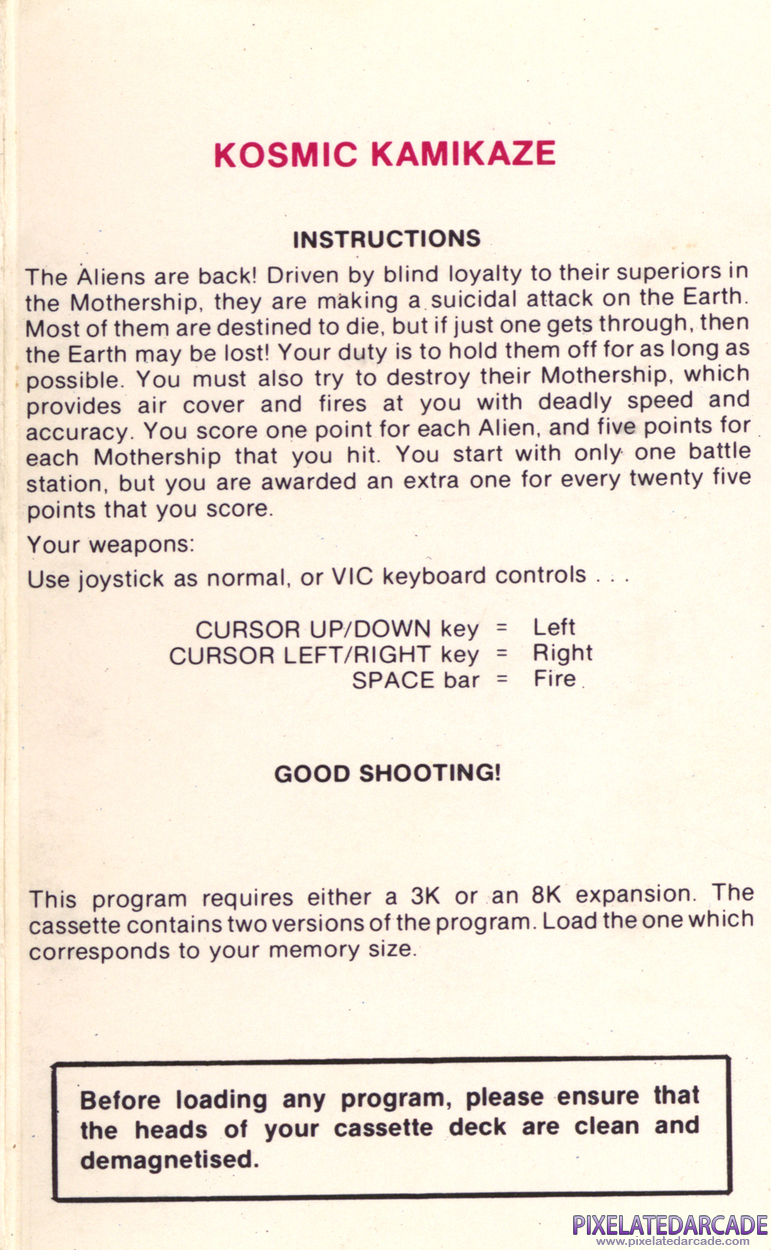 KOSMIC KAMIKAZE
INSTRUCTIONS
The Aliens are back! Driven by blind loyalty to their superiors in
the Mothership, they are making a suicidal attack on the Earth.
Most of them are destined to die, but if just one gets through, then
the Earth may be lost! Your duty is to hold them off for as long as
possible. You must also try to destroy their Mothership, which
provides air cover and fires at you with deadly speed and
accuracy. You score one point for each Alien, and five points for
each Mothership that you hit. You start with only one battle
station, but you are awarded an extra one for every twenty five
points that you score.
Your weapons:
Use joystick as normal, or VIC keyboard controls . . .
CURSOR UP/DOWN key = Left
CURSOR LEFT/RIGHT key = Right
SPACE bar = Fire
GOOD SHOOTING!
This program requires either a 3K or an 8K expansion. The
cassette contains two versions of the program. Load the one which
corresponds to your memory size.
Before loading any program, please ensure that
the heads of your cassette deck are clean and
demagnetised.
PIXELATEDARCADE
www.pixelatedarcade.com